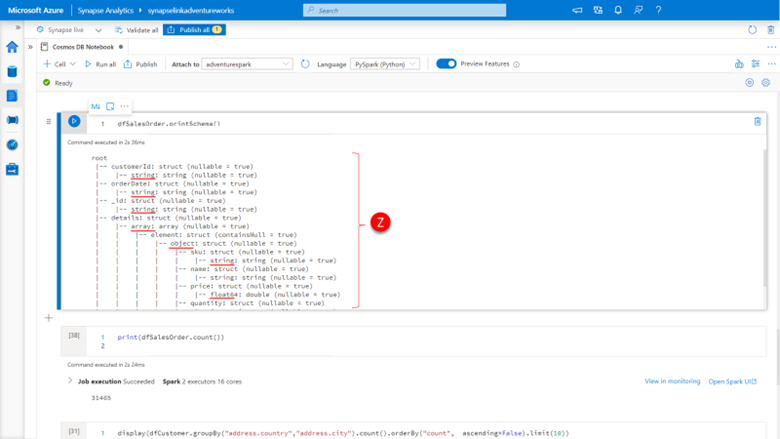 Microsoft Azure Synapse Analytics synapselinkadventureworks Search
Synapse live Validate all Publish all 1
Cosmos DB Notebook
Cell Run all Publish Attach to adventurespark Language PySpark (Python) Preview Features
Ready
M↓
1 dfSalesOrder.printSchema()
Command executed in 2s 36ms
root
|-- customerId: struct (nullable = true)
| |-- string: string (nullable = true)
|-- orderDate: struct (nullable = true)
| |-- string: string (nullable = true)
|-- _id: struct (nullable = true)
| |-- string: string (nullable = true)
|-- details: struct (nullable = true)
| |-- array: array (nullable = true)
| | |-- element: struct (containsNull = true)
| | | |-- object: struct (nullable = true)
| | | | |-- sku: struct (nullable = true)
| | | | | |-- string: string (nullable = true)
| | | | |-- name: struct (nullable = true)
| | | | | |-- string: string (nullable = true)
| | | | |-- price: struct (nullable = true)
| | | | | |-- float64: double (nullable = true)
| | | | |-- quantity: struct (nullable = true)
Z
[38] 1 print(dfSalesOrder.count())
2
Command executed in 2s 24ms
Job execution Succeeded Spark 2 executors 16 cores View in monitoring Open Spark UI
31465
[31] 1 display(dfCustomer.groupBy("address.country","address.city").count().orderBy("count", ascending=False).limit(10))